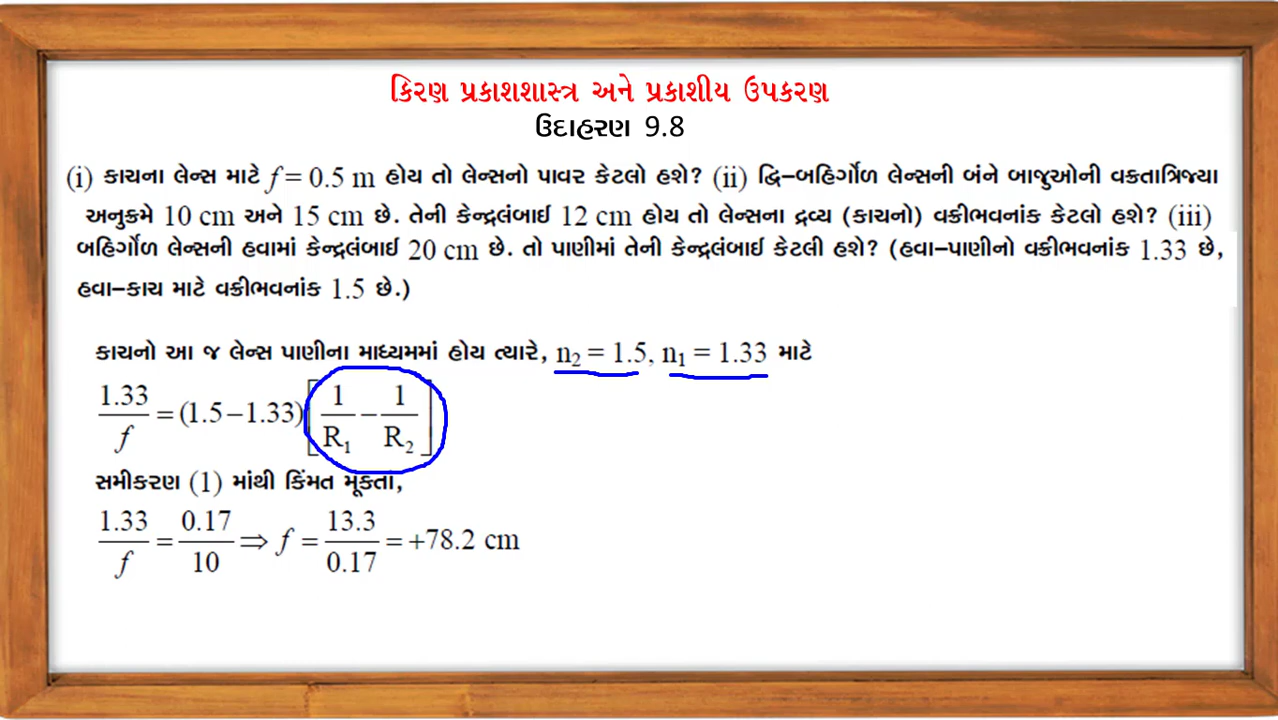 કિરણ પ્રકાશશાસ્ત્ર અને પ્રકાશીય ઉપકરણ
ઉદાહરણ 9.8
(i) કાચના લેન્સ માટે f = 0.5 m હોય તો લેન્સનો પાવર કેટલો હશે? (ii) દ્વિ-બહિર્ગોળ લેન્સની બંને બાજુઓની વક્રતાત્રિજ્યા
અનુક્રમે 10 cm અને 15 cm છે. તેની કેન્દ્રલંબાઈ 12 cm હોય તો લેન્સના દ્રવ્ય (કાચનો) વક્રીભવનાંક કેટલો હશે? (iii)
બહિર્ગોળ લેન્સની હવામાં કેન્દ્રલંબાઈ 20 cm છે. તો પાણીમાં તેની કેન્દ્રલંબાઈ કેટલી હશે? (હવા-પાણીનો વક્રીભવનાંક 1.33 છે,
હવા-કાચ માટે વક્રીભવનાંક 1.5 છે.)
કાચનો આ જ લેન્સ પાણીના માધ્યમમાં હોય ત્યારે, n₂ = 1.5, n₁ = 1.33 માટે
1.33/f = (1.5 – 1.33) [1/R₁ – 1/R₂]
સમીકરણ (1) માંથી કિંમત મૂકતા,
1.33/f = 0.17/10 ⇒ f = 13.3/0.17 = +78.2 cm